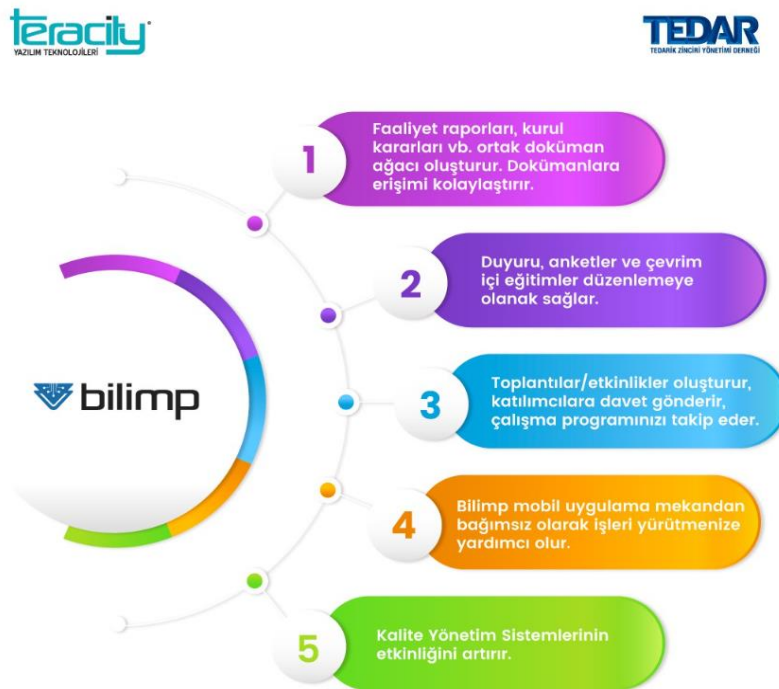 teracity
YAZILIM TEKNOLOJİLERİ
TEDAR
TEDARİK ZİNCİRİ YÖNETİMİ DERNEĞİ
1
Faaliyet raporları, kurul
kararları vb. ortak doküman
ağacı oluşturur. Dokümanlara
erişimi kolaylaştırır.
2
Duyuru, anketler ve çevrim
içi eğitimler düzenlemeye
olanak sağlar.
bilimp
3
Toplantılar/etkinlikler oluşturur,
katılımcılara davet gönderir,
çalışma programınızı takip eder.
4
Bilimp mobil uygulama mekandan
bağımsız olarak işleri yürütmenize
yardımcı olur.
5
Kalite Yönetim Sistemlerinin
etkinliğini artırır.